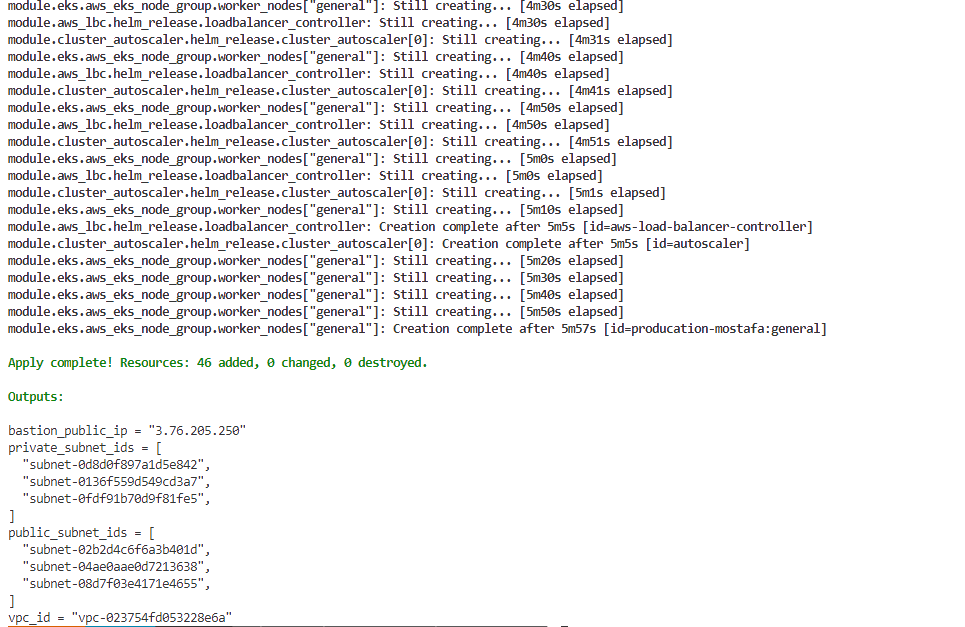 module.eks.aws_eks_node_group.worker_nodes["general"]: Still creating... [4m30s elapsed]
module.aws_lbc.helm_release.loadbalancer_controller: Still creating... [4m30s elapsed]
module.cluster_autoscaler.helm_release.cluster_autoscaler[0]: Still creating... [4m31s elapsed]
module.eks.aws_eks_node_group.worker_nodes["general"]: Still creating... [4m40s elapsed]
module.aws_lbc.helm_release.loadbalancer_controller: Still creating... [4m40s elapsed]
module.cluster_autoscaler.helm_release.cluster_autoscaler[0]: Still creating... [4m41s elapsed]
module.eks.aws_eks_node_group.worker_nodes["general"]: Still creating... [4m50s elapsed]
module.aws_lbc.helm_release.loadbalancer_controller: Still creating... [4m50s elapsed]
module.cluster_autoscaler.helm_release.cluster_autoscaler[0]: Still creating... [4m51s elapsed]
module.eks.aws_eks_node_group.worker_nodes["general"]: Still creating... [5m0s elapsed]
module.aws_lbc.helm_release.loadbalancer_controller: Still creating... [5m0s elapsed]
module.cluster_autoscaler.helm_release.cluster_autoscaler[0]: Still creating... [5m1s elapsed]
module.eks.aws_eks_node_group.worker_nodes["general"]: Still creating... [5m10s elapsed]
module.aws_lbc.helm_release.loadbalancer_controller: Creation complete after 5m5s [id=aws-load-balancer-controller]
module.cluster_autoscaler.helm_release.cluster_autoscaler[0]: Creation complete after 5m5s [id=autoscaler]
module.eks.aws_eks_node_group.worker_nodes["general"]: Still creating... [5m20s elapsed]
module.eks.aws_eks_node_group.worker_nodes["general"]: Still creating... [5m30s elapsed]
module.eks.aws_eks_node_group.worker_nodes["general"]: Still creating... [5m40s elapsed]
module.eks.aws_eks_node_group.worker_nodes["general"]: Still creating... [5m50s elapsed]
module.eks.aws_eks_node_group.worker_nodes["general"]: Creation complete after 5m57s [id=producation-mostafa:general]
Apply complete! Resources: 46 added, 0 changed, 0 destroyed.
Outputs:
bastion_public_ip = "3.76.205.250"
private_subnet_ids = [
"subnet-0d8d0f897a1d5e842",
"subnet-0136f559d549cd3a7",
"subnet-0fdf91b70d9f81fe5",
]
public_subnet_ids = [
"subnet-02b2d4c6f6a3b401d",
"subnet-04ae0aae0d7213638",
"subnet-08d7f03e4171e4655",
]
vpc_id = "vpc-023754fd053228e6a"